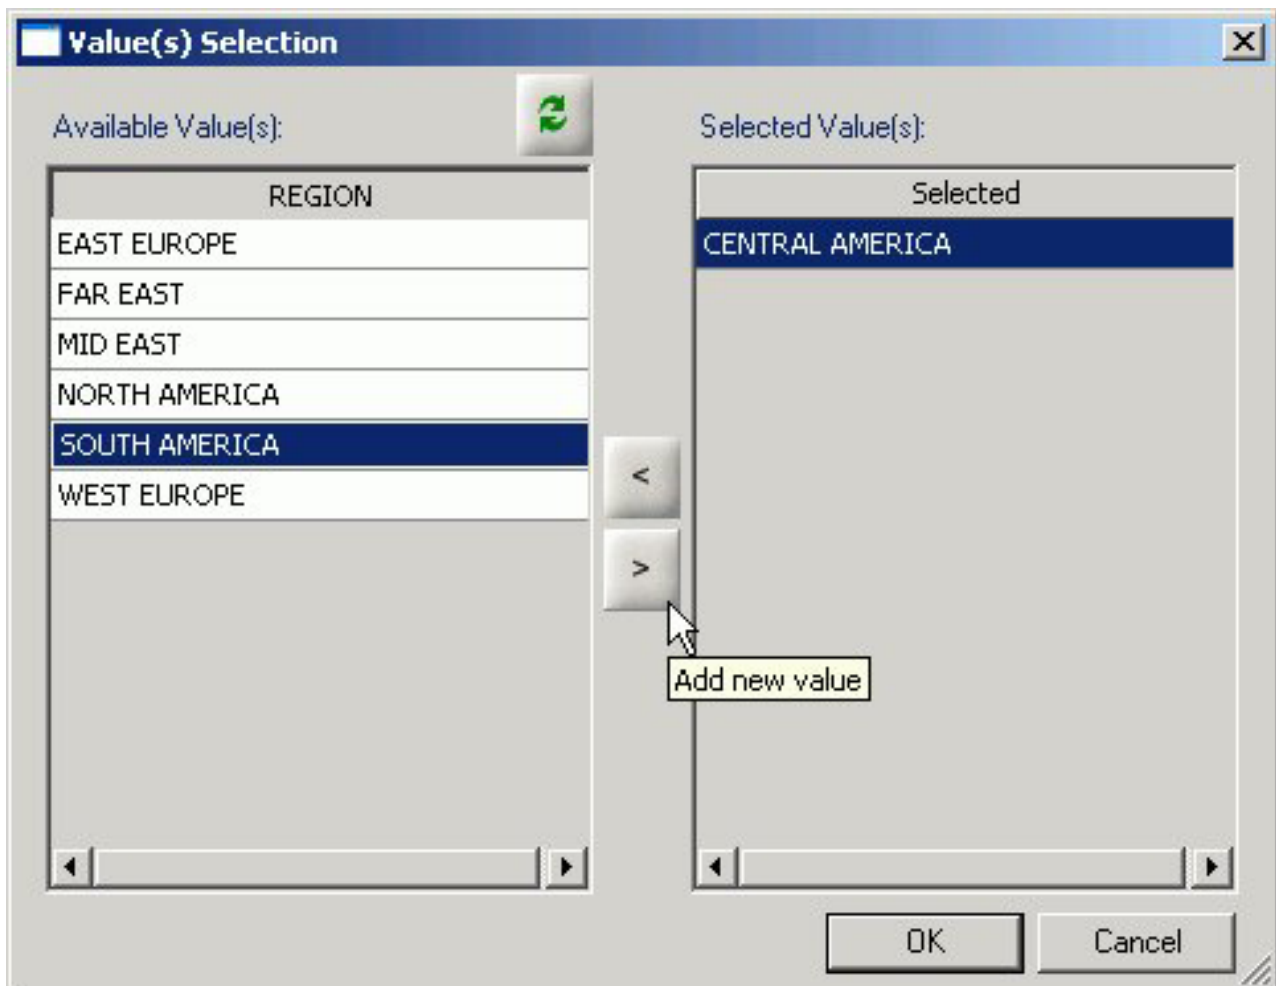 Value(s) Selection
Available Value(s):
REGION
EAST EUROPE
FAR EAST
MID EAST
NORTH AMERICA
SOUTH AMERICA
WEST EUROPE
<
>
Add new value
Selected Value(s):
Selected
CENTRAL AMERICA
OK
Cancel